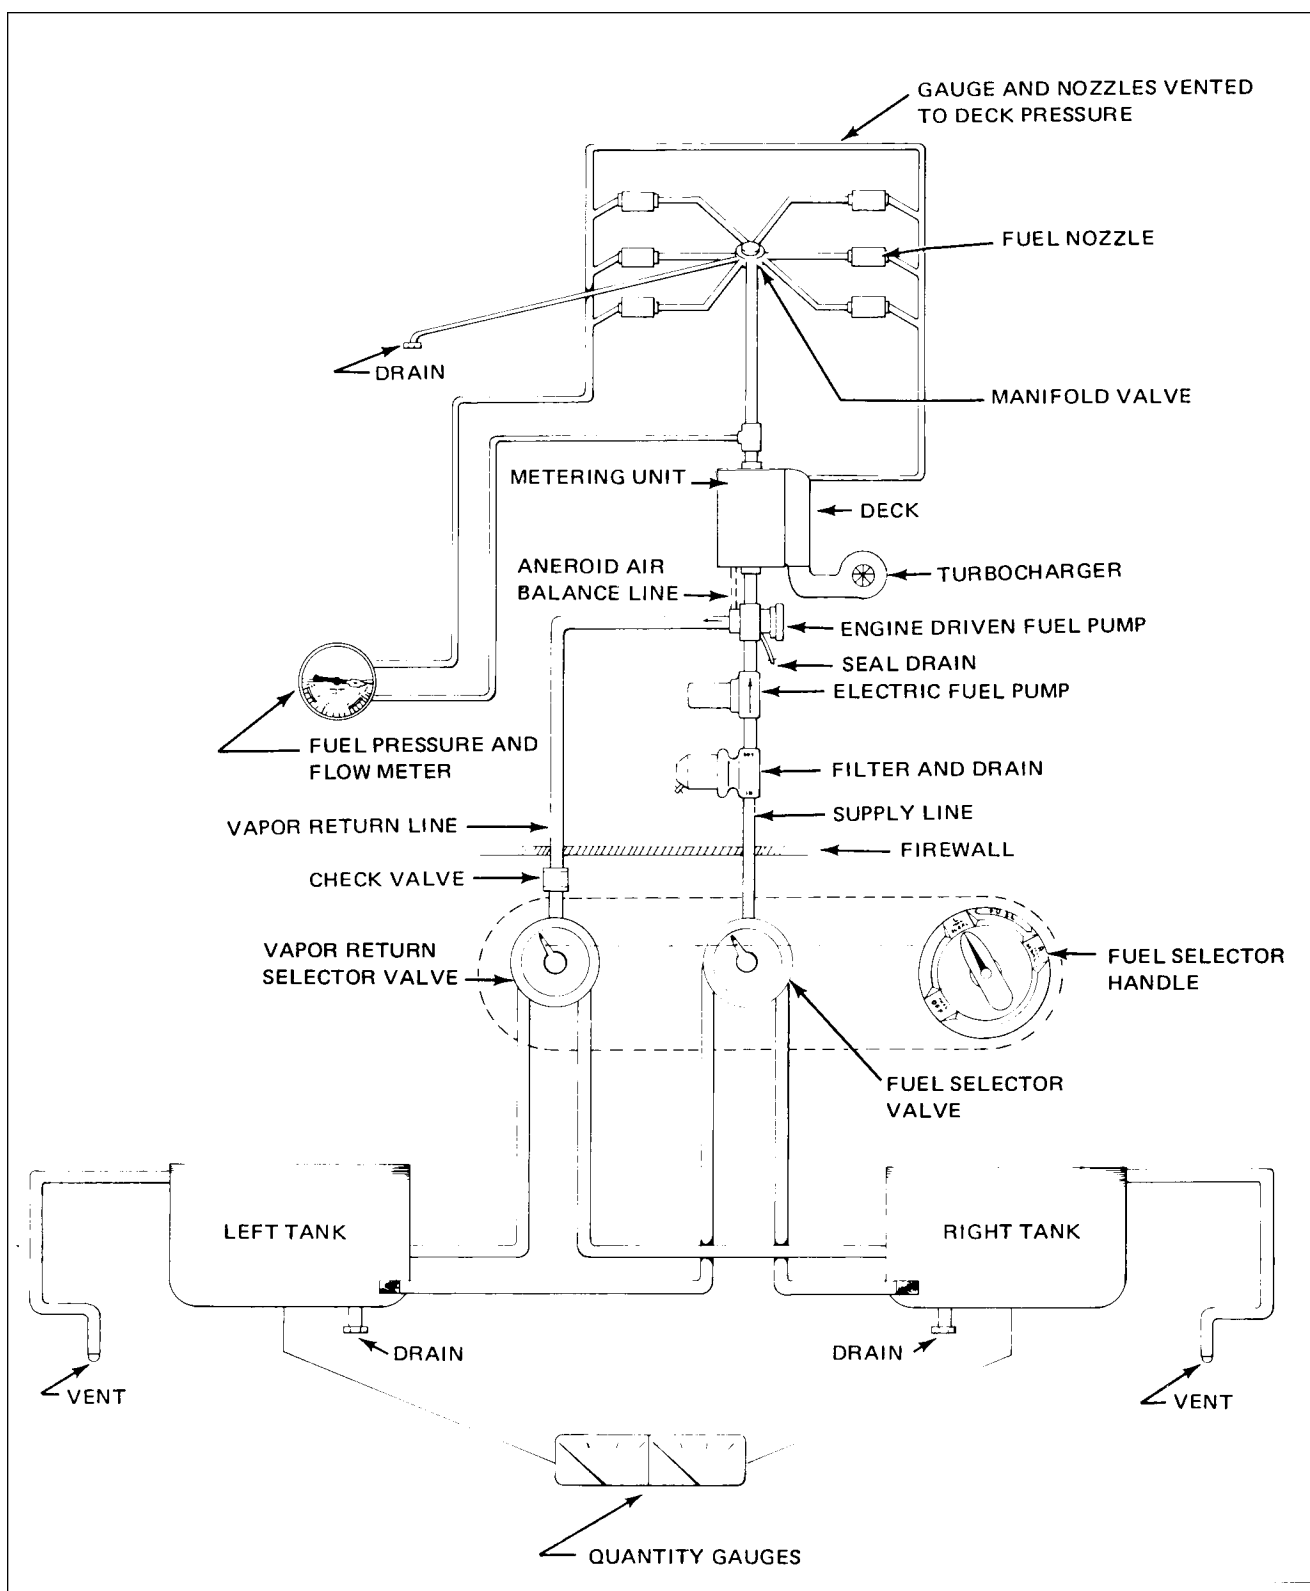 GAUGE AND NOZZLES VENTED
TO DECK PRESSURE
FUEL NOZZLE
DRAIN
MANIFOLD VALVE
METERING UNIT
DECK
ANEROID AIR
BALANCE LINE
TURBOCHARGER
ENGINE DRIVEN FUEL PUMP
SEAL DRAIN
ELECTRIC FUEL PUMP
FUEL PRESSURE AND
FLOW METER
FILTER AND DRAIN
SUPPLY LINE
VAPOR RETURN LINE
FIREWALL
CHECK VALVE
VAPOR RETURN
SELECTOR VALVE
FUEL SELECTOR
HANDLE
FUEL SELECTOR
VALVE
LEFT TANK
RIGHT TANK
DRAIN
DRAIN
VENT
VENT
QUANTITY GAUGES